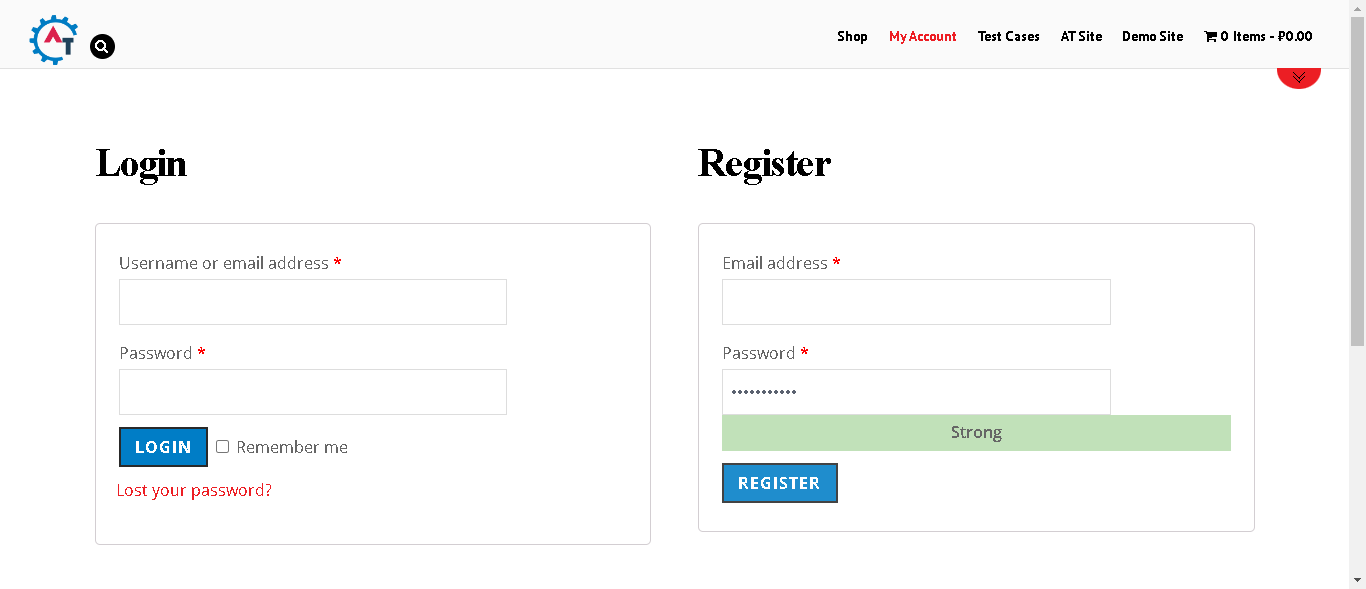 AT
Shop My Account Test Cases AT Site Demo Site 0 Items - ₽0.00
Login
Username or email address *
Password *
LOGIN Remember me
Lost your password?
Register
Email address *
Password *
•••••••••••
Strong
REGISTER